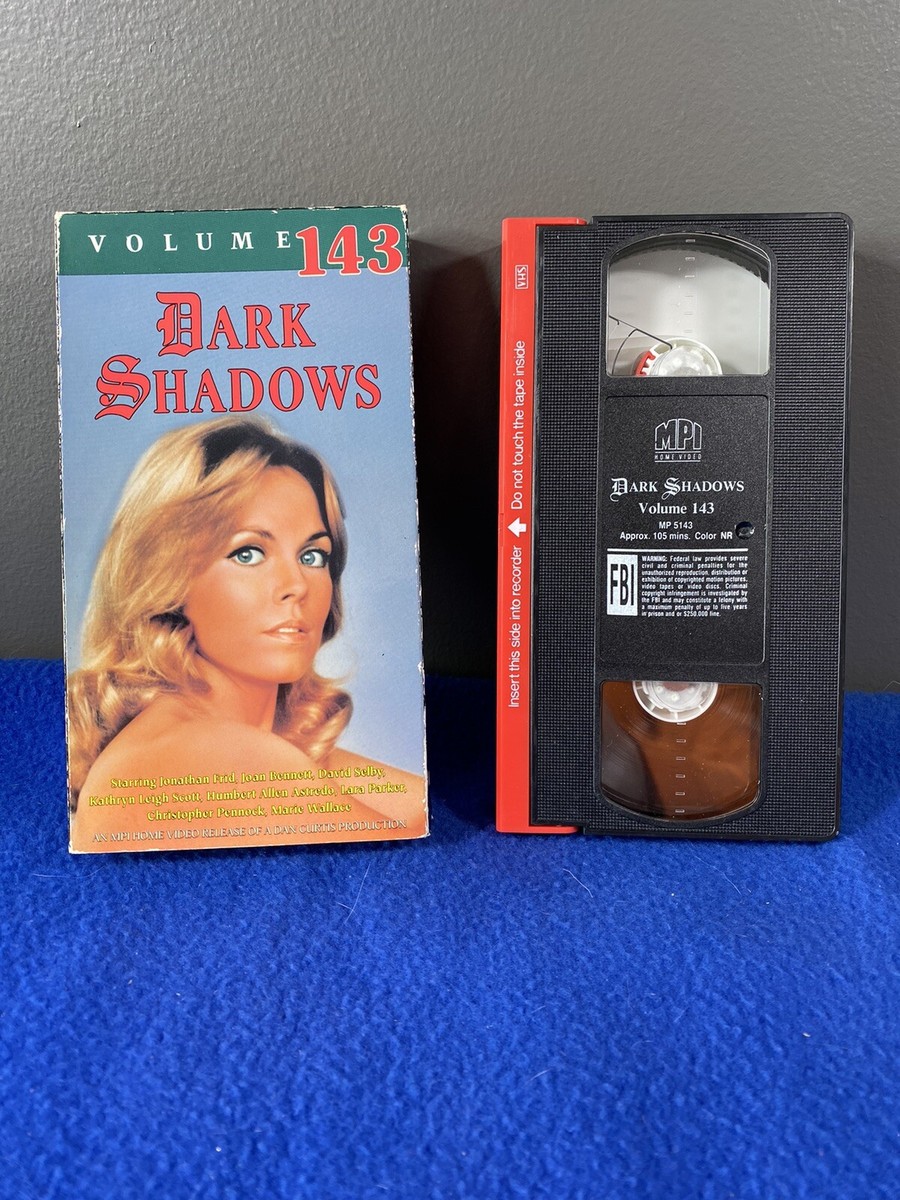 VOLUME 143
DARK
SHADOWS
Starring Jonathan Frid, Joan Bennett, David Selby,
Kathryn Leigh Scott, Humbert Allen Astredo, Lara Parker,
Christopher Pennock, Marie Wallace
AN MPI HOME VIDEO RELEASE OF A DAN CURTIS PRODUCTION
VHS
Insert this side into recorder Do not touch the tape inside
MPI
HOME VIDEO
DARK SHADOWS
Volume 143
MP 5143
Approx. 105 mins. Color NR
FBI
WARNING: Federal law provides severe
civil and criminal penalties for the
unauthorized reproduction, distribution or
exhibition of copyrighted motion pictures,
video tapes or video discs. Criminal
copyright infringement is investigated by
the FBI and may constitute a felony with
a maximum penalty of up to five years
in prison and or $250,000 fine.